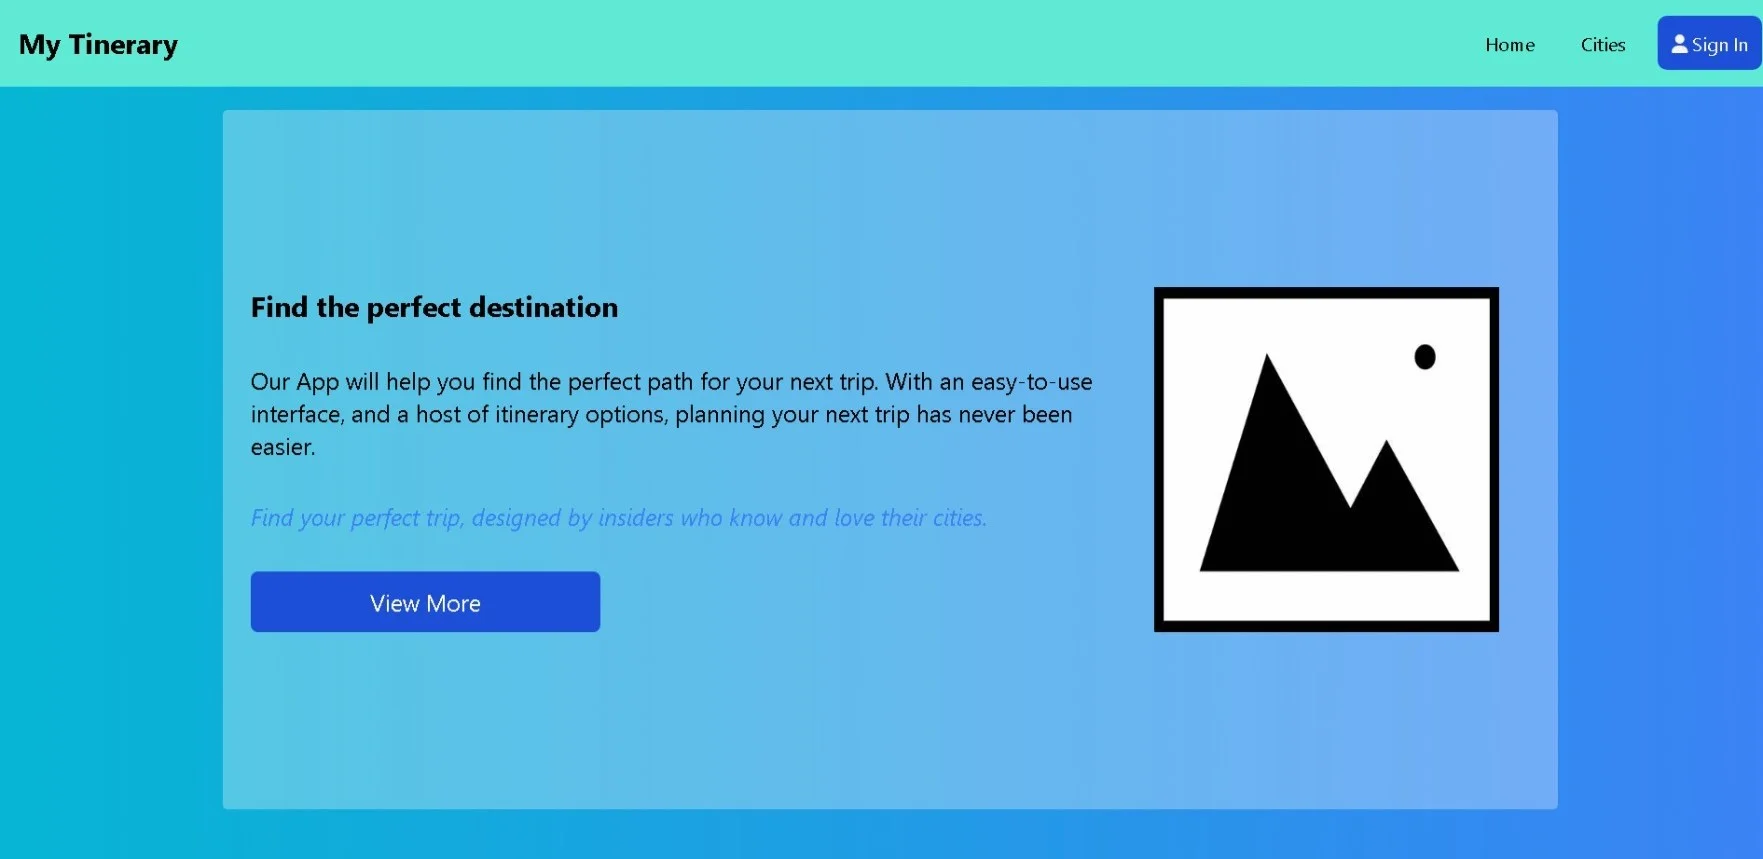 My Tinerary
Home
Cities
Sign In
Find the perfect destination
Our App will help you find the perfect path for your next trip. With an easy-to-use
interface, and a host of itinerary options, planning your next trip has never been
easier.
Find your perfect trip, designed by insiders who know and love their cities.
View More